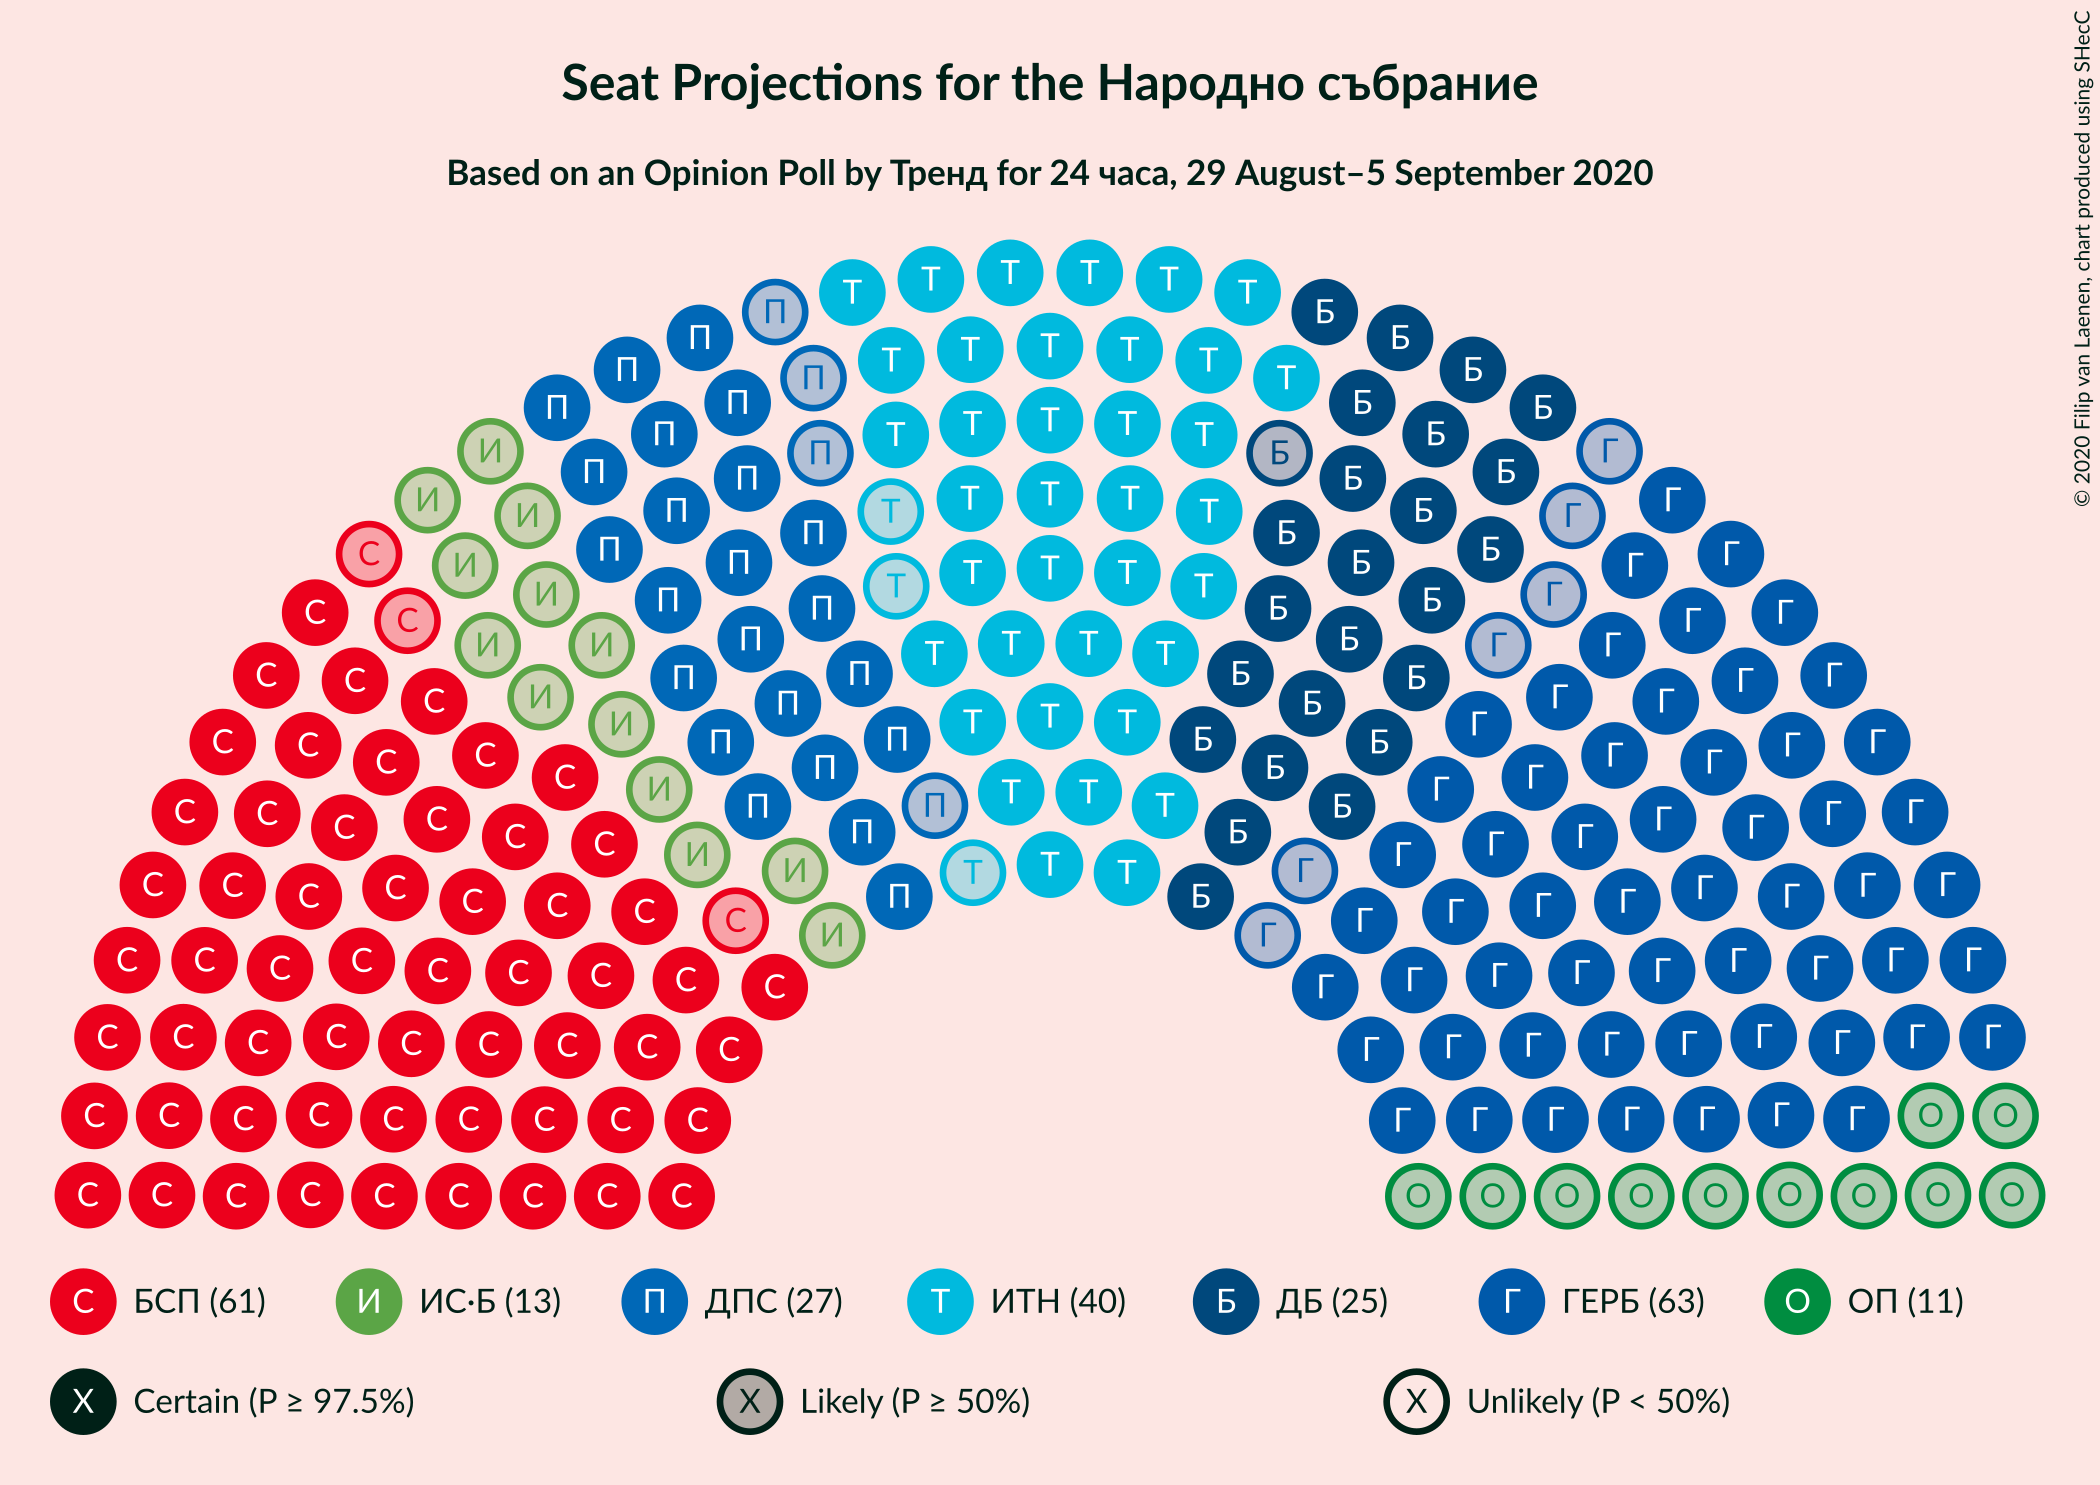 Seat Projections for the Народно събрание
Based on an Opinion Poll by Тренд for 24 часа, 29 August–5 September 2020
© 2020 Filip van Laenen, chart produced using SHecC
П Т Т Т Т Т Т Б
П П Т Т Т Т Т Т Б Б
П П П П Т Т Т Т Т Б Б Б Б
И П П П П Т Т Т Т Т Б Б Б Б Г
И И П П П Т Т Т Т Т Б Б Б Г Г
С И И П П П Т Т Т Т Т Б Б Б Г Г Г
С С И И П П П Т Т Т Т Б Б Б Г Г Г Г
С С С И П П П Т Т Т Б Б Б Г Г Г Г
С С С С С И П П П Т Т Т Б Б Б Г Г Г Г Г
С С С С С С И П П П Т Т Т Б Б Б Г Г Г Г Г Г
С С С С С С С С И И П Т Т Т Б Г Г Г Г Г Г Г Г Г
С С С С С С С С С И Г Г Г Г Г Г Г Г Г
С С С С С С С С С Г Г Г Г Г Г Г Г Г
С С С С С С С С С Г Г Г Г Г Г Г О О
С С С С С С С С С О О О О О О О О О
С БСП (61) И ИС·Б (13) П ДПС (27) Т ИТН (40) Б ДБ (25) Г ГЕРБ (63) О ОП (11)
X Certain (P ≥ 97.5%) X Likely (P ≥ 50%) X Unlikely (P < 50%)